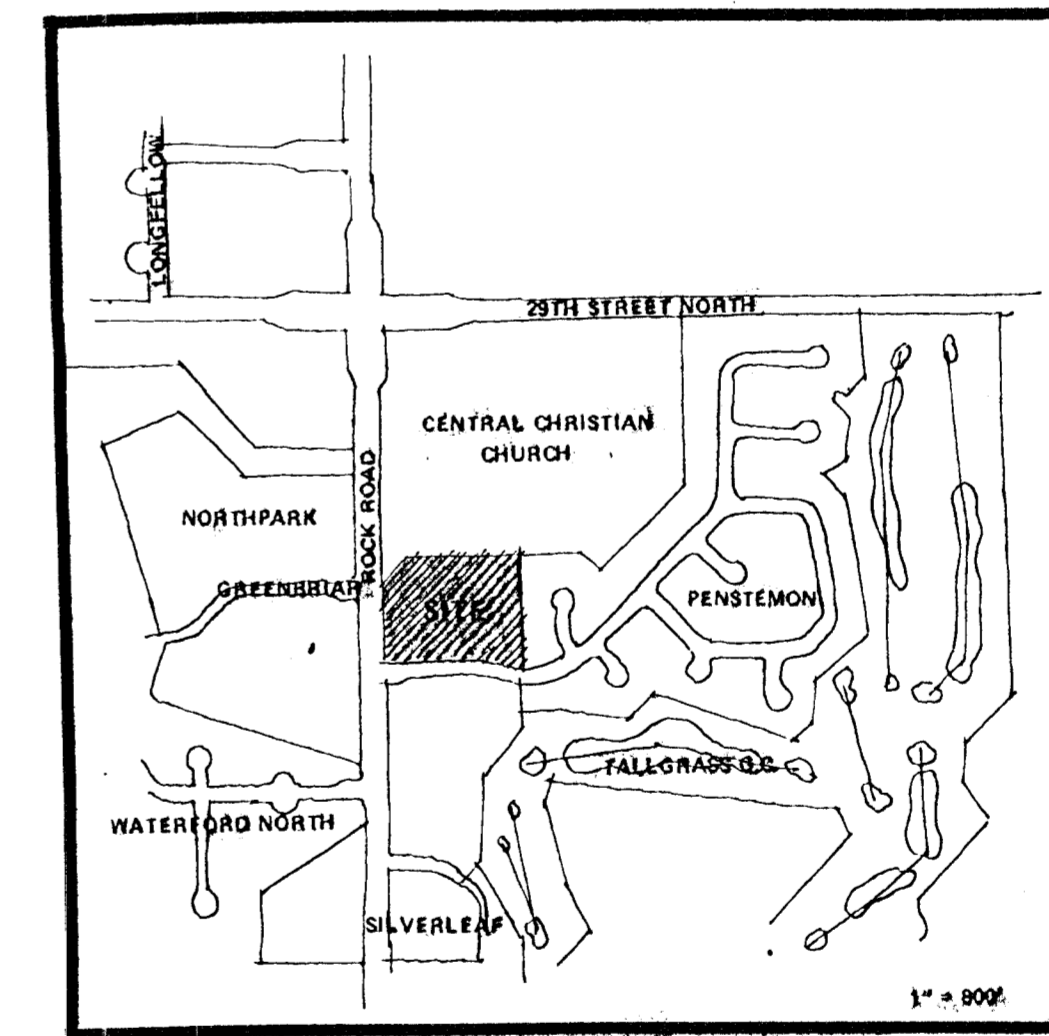 LONGFELLOW
29TH STREET NORTH
CENTRAL CHRISTIAN
CHURCH
ROCK ROAD
NORTHPARK
GREENBRIAR
SITE
PENSTEMON
TALLGRASS G.C.
WATERFORD NORTH
SILVERLEAF
1" = 800'